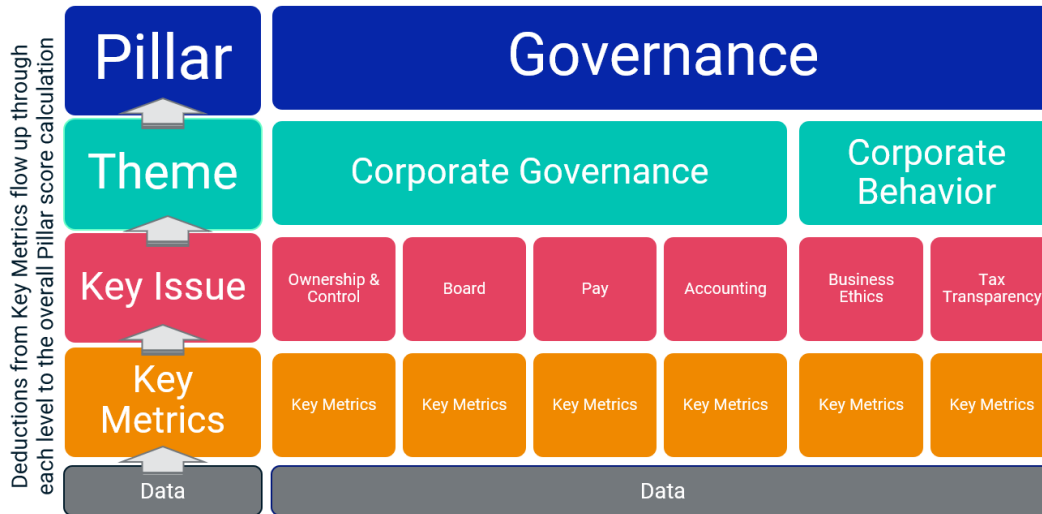 Deductions from Key Metrics flow up through
each level to the overall Pillar score calculation
Pillar
Governance
Theme
Corporate Governance
Corporate
Behavior
Key Issue
Ownership &
Control
Board
Pay
Accounting
Business
Ethics
Tax
Transparency
Key
Metrics
Key Metrics
Key Metrics
Key Metrics
Key Metrics
Key Metrics
Key Metrics
Data
Data